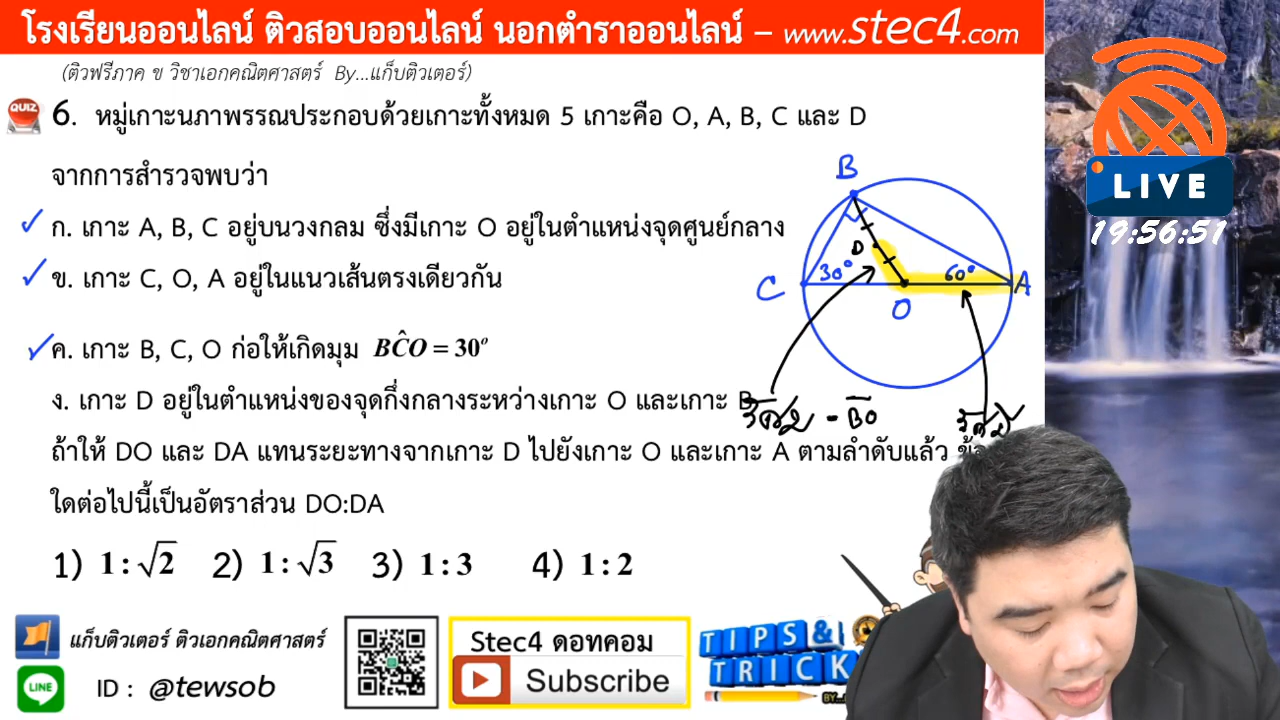 โรงเรียนออนไลน์ ติวสอบออนไลน์ นอกตำราออนไลน์ – www.stec4.com
(ติวฟรีภาค ข วิชาเอกคณิตศาสตร์ By...แก็บติวเตอร์)
QUIZ
6. หมู่เกาะนภาพรรณประกอบด้วยเกาะทั้งหมด 5 เกาะคือ O, A, B, C และ D
จากการสำรวจพบว่า
ก. เกาะ A, B, C อยู่บนวงกลม ซึ่งมีเกาะ O อยู่ในตำแหน่งจุดศูนย์กลาง
ข. เกาะ C, O, A อยู่ในแนวเส้นตรงเดียวกัน
ค. เกาะ B, C, O ก่อให้เกิดมุม BĈO = 30°
ง. เกาะ D อยู่ในตำแหน่งของจุดกึ่งกลางระหว่างเกาะ O และเกาะ B
ถ้าให้ DO และ DA แทนระยะทางจากเกาะ D ไปยังเกาะ O และเกาะ A ตามลำดับแล้ว
ใดต่อไปนี้เป็นอัตราส่วน DO:DA
1) 1:√2 2) 1:√3 3) 1:3 4) 1:2
B
D
30°
60°
C
O
A
รัศมี = BO
รัศมี
LIVE
19:56:51
แก็บติวเตอร์ ติวเอกคณิตศาสตร์
LINE
ID : @tewsob
Stec4 ดอทคอม
Subscribe
TIPS &
TRICK